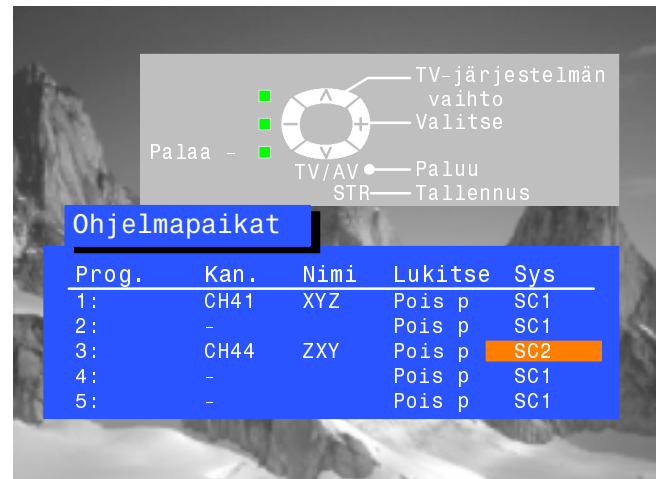 TV-järjestelmän
vaihto
Valitse
Palaa -
TV/AV Paluu
STR Tallennus
Ohjelmapaikat
Prog. Kan. Nimi Lukitse Sys
1: CH41 XYZ Pois p SC1
2: - Pois p SC1
3: CH44 ZXY Pois p SC2
4: - Pois p SC1
5: - Pois p SC1